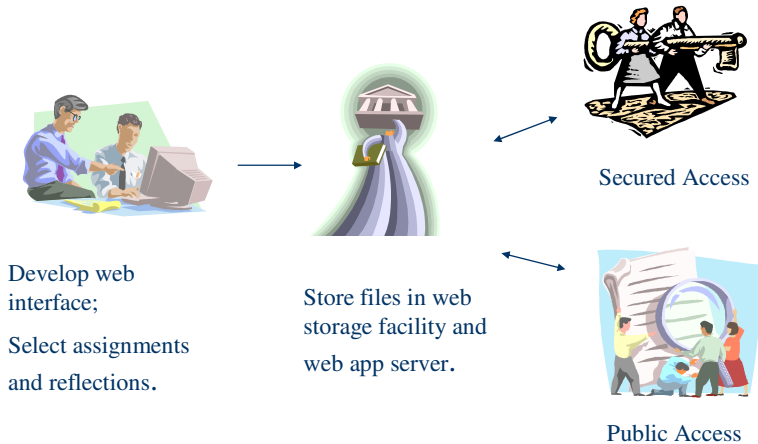 Develop web
interface;
Select assignments
and reflections.
Store files in web
storage facility and
web app server.
Secured Access
Public Access